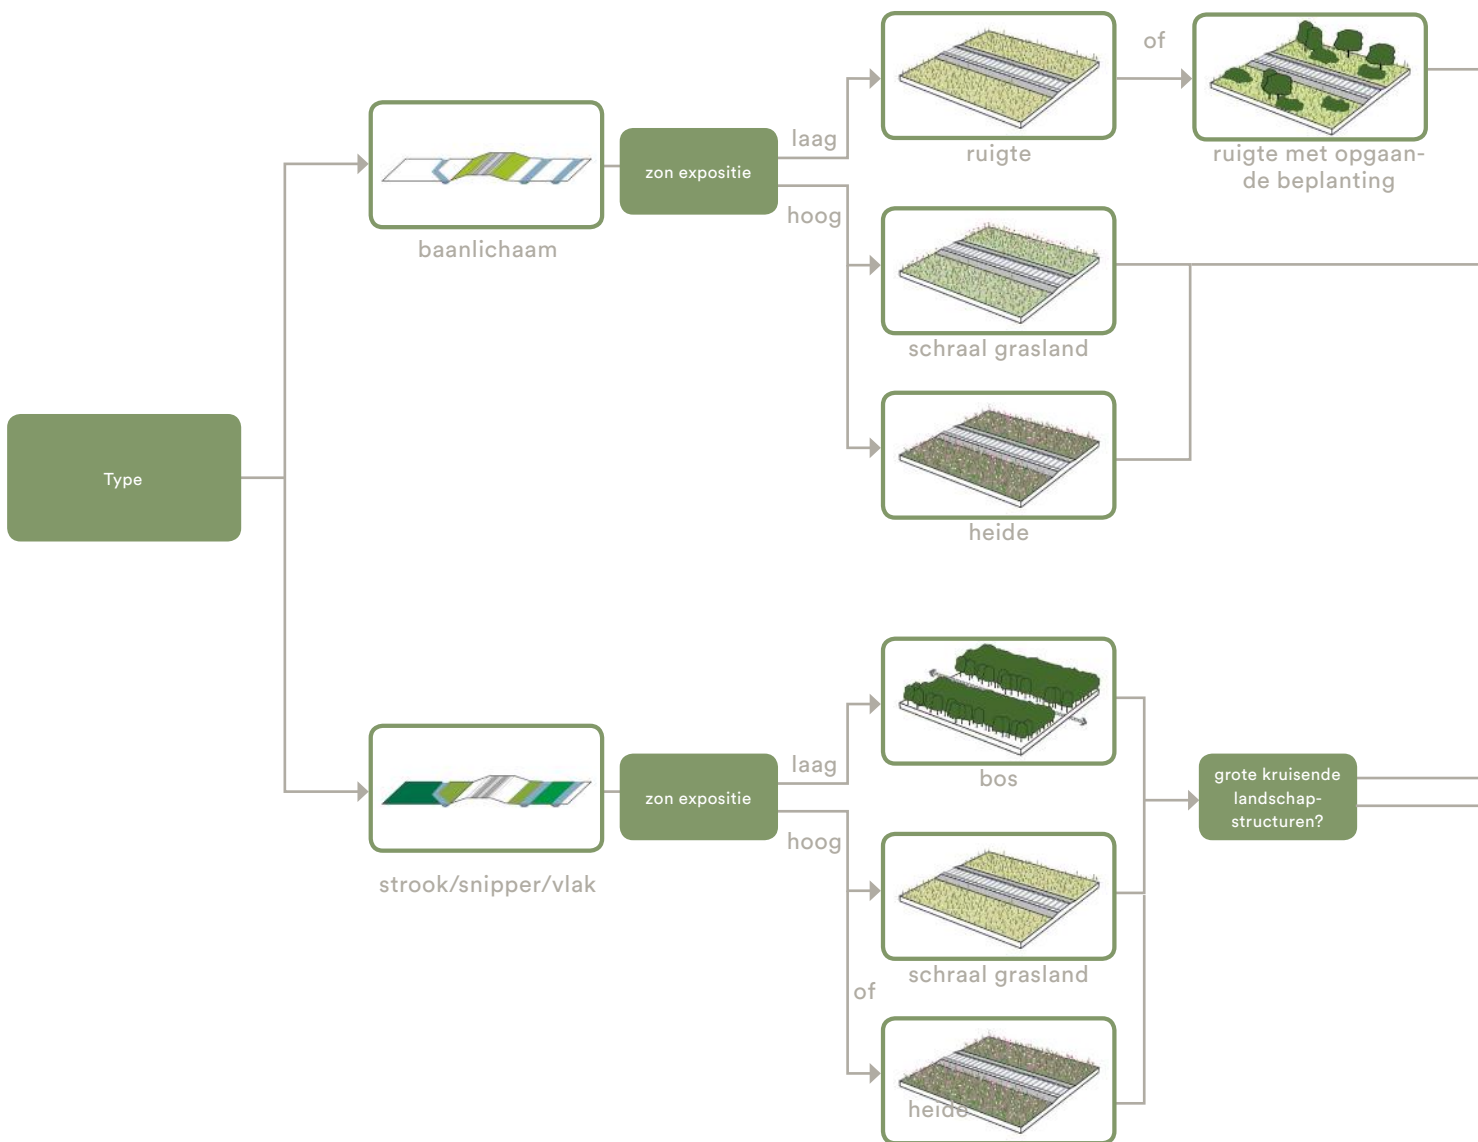 Type
baanlichaam
zon expositie
laag
hoog
ruigte
of
ruigte met opgaan-
de beplanting
schraal grasland
heide
strook/snipper/vlak
zon expositie
laag
hoog
of
bos
schraal grasland
heide
grote kruisende
landschap-
structuren?